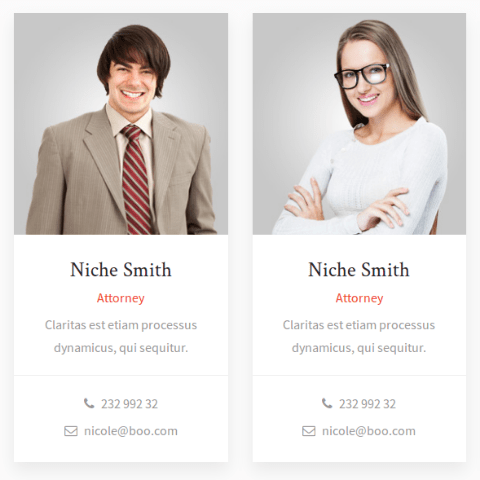 Niche Smith
Attorney
Claritas est etiam processus
dynamicus, qui sequitur.
232 992 32
nicole@boo.com
Niche Smith
Attorney
Claritas est etiam processus
dynamicus, qui sequitur.
232 992 32
nicole@boo.com